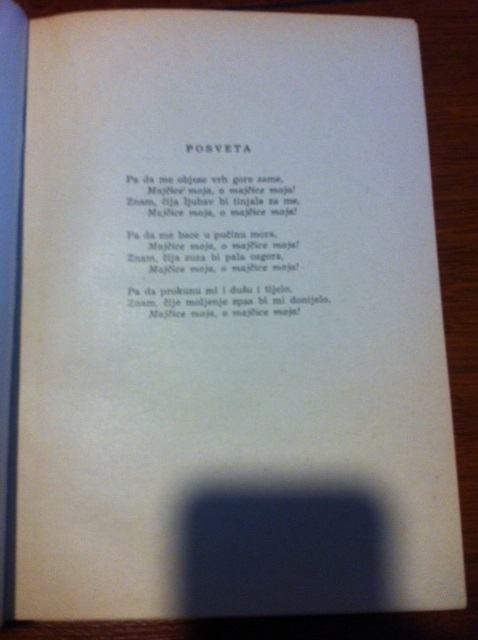 POSVETA
Pa da me objese vrh gore same,
Majčice moja, o majčice moja!
Znam, čija ljubav bi tinjala za me,
Majčice moja, o majčice moja!
Pa da me bace u pučinu mora,
Majčice moja, o majčice moja!
Znam, čija suza bi pala ozgora,
Majčice moja, o majčice moja!
Pa da prokunu mi i dušu i tijelo,
Znam, čije moljenje spas bi mi donijelo,
Majčice moja, o majčice moja!